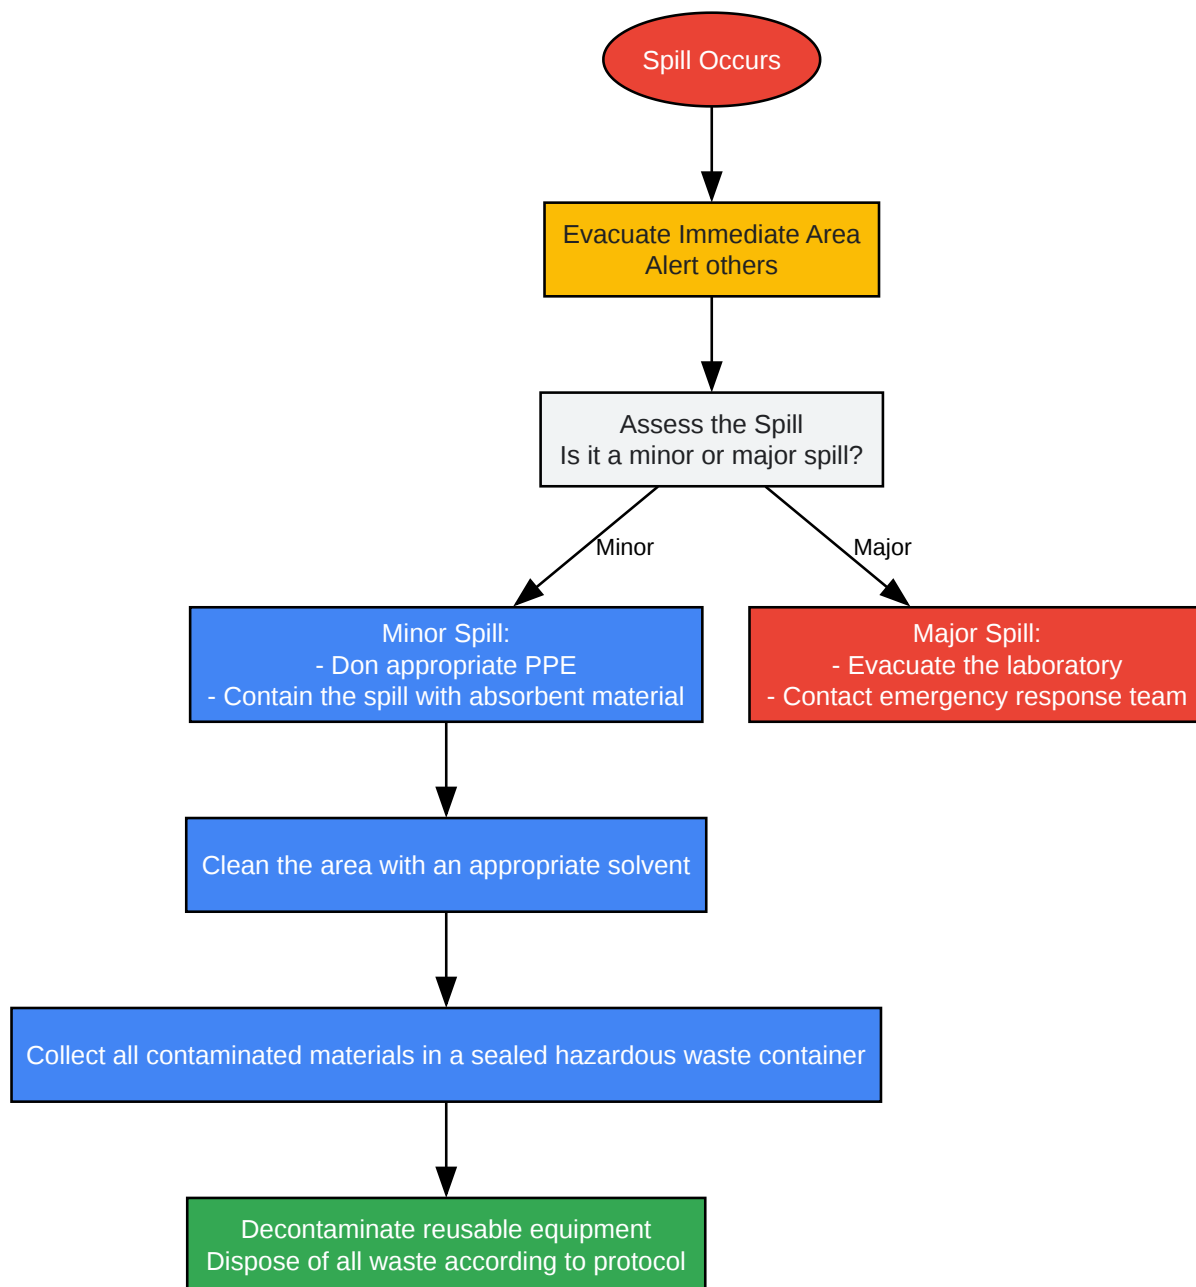 Spill Occurs
Evacuate Immediate Area
Alert others
Assess the Spill
Is it a minor or major spill?
Minor
Major
Minor Spill:
- Don appropriate PPE
- Contain the spill with absorbent material
Major Spill:
- Evacuate the laboratory
- Contact emergency response team
Clean the area with an appropriate solvent
Collect all contaminated materials in a sealed hazardous waste container
Decontaminate reusable equipment
Dispose of all waste according to protocol